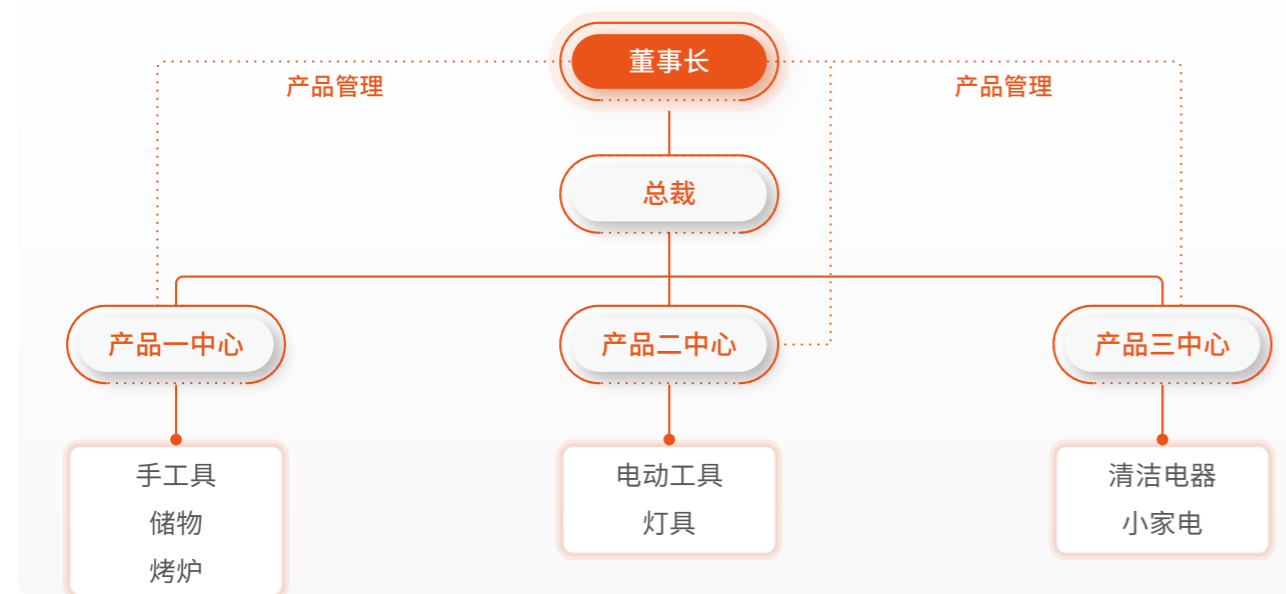 董事长
产品管理
产品管理
总裁
产品一中心
产品二中心
产品三中心
手工具
储物
烤炉
电动工具
灯具
清洁电器
小家电